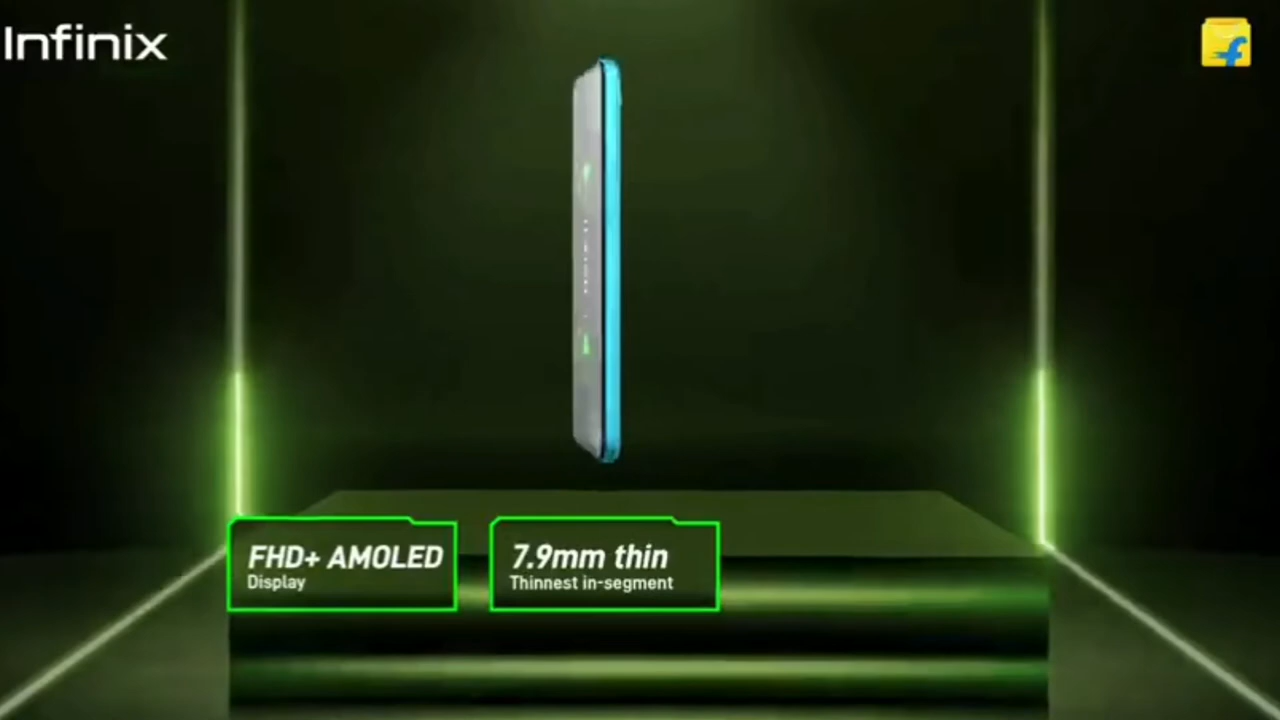 Infinix
FHD+ AMOLED
Display
7.9mm thin
Thinnest in-segment